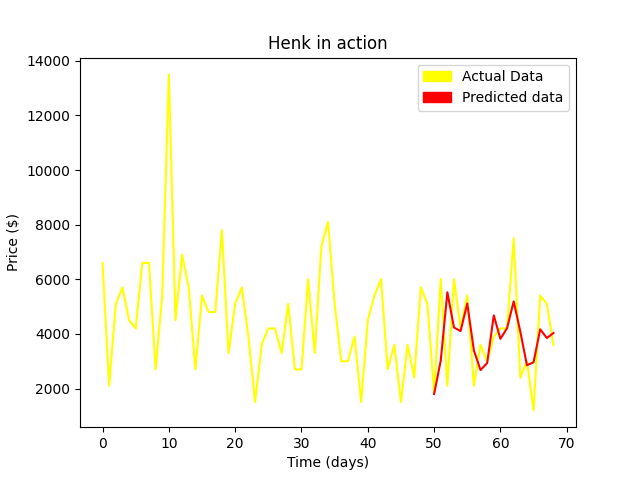 Henk in action
Actual Data
Predicted data
Price ($)
14000
12000
10000
8000
6000
4000
2000
0 10 20 30 40 50 60 70
Time (days)